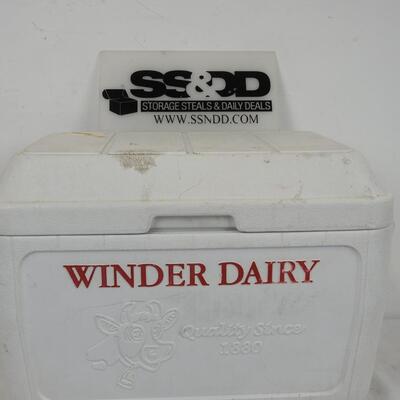 SS&DD
STORAGE STEALS & DAILY DEALS
WWW.SSNDD.COM
WINDER DAIRY
Quality Since
1880